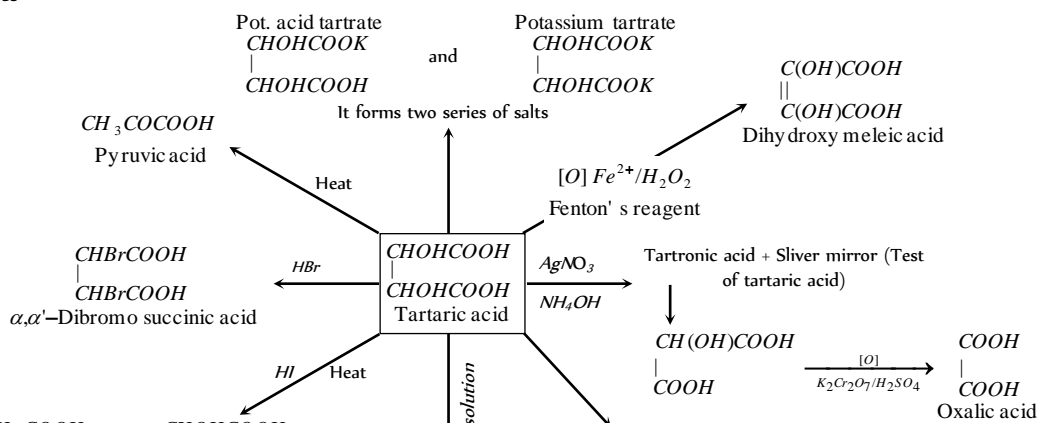 Pot. acid tartrate
CHOHCOOK
|
CHOHCOOH
and
Potassium tartrate
CHOHCOOK
|
CHOHCOOK
It forms two series of salts
C(OH)COOH
||
C(OH)COOH
Dihydroxy meleic acid
CH₃COCOOH
Pyruvic acid
Heat
[O] Fe²⁺/H₂O₂
Fenton' s reagent
CHBrCOOH
|
CHBrCOOH
α,α'–Dibromo succinic acid
HBr
CHOHCOOH
|
CHOHCOOH
Tartaric acid
AgNO₃
NH₄OH
Tartronic acid + Sliver mirror (Test
of tartaric acid)
CH(OH)COOH
|
COOH
[O]
K₂Cr₂O₇/H₂SO₄
COOH
|
COOH
Oxalic acid
HI
Heat
solution